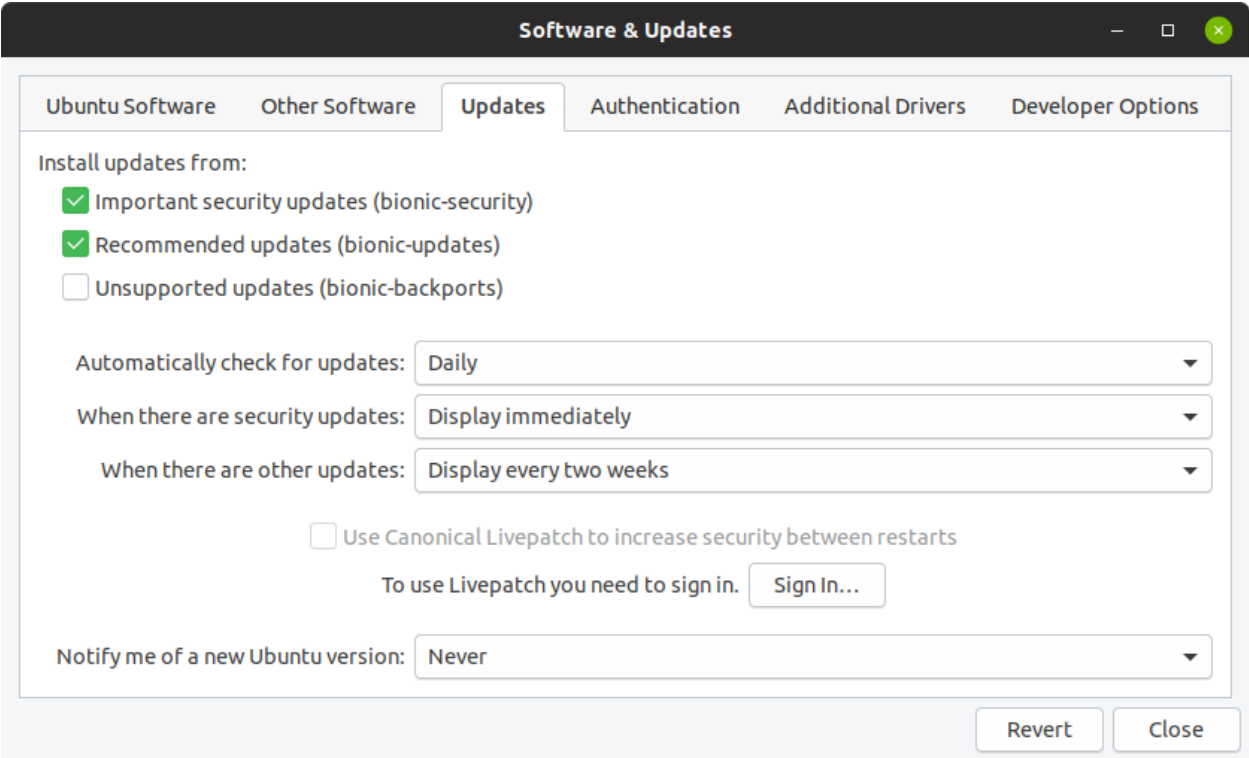 Software & Updates
Ubuntu Software Other Software Updates Authentication Additional Drivers Developer Options
Install updates from:
Important security updates (bionic-security)
Recommended updates (bionic-updates)
Unsupported updates (bionic-backports)
Automatically check for updates: Daily
When there are security updates: Display immediately
When there are other updates: Display every two weeks
Use Canonical Livepatch to increase security between restarts
To use Livepatch you need to sign in. Sign In...
Notify me of a new Ubuntu version: Never
Revert Close